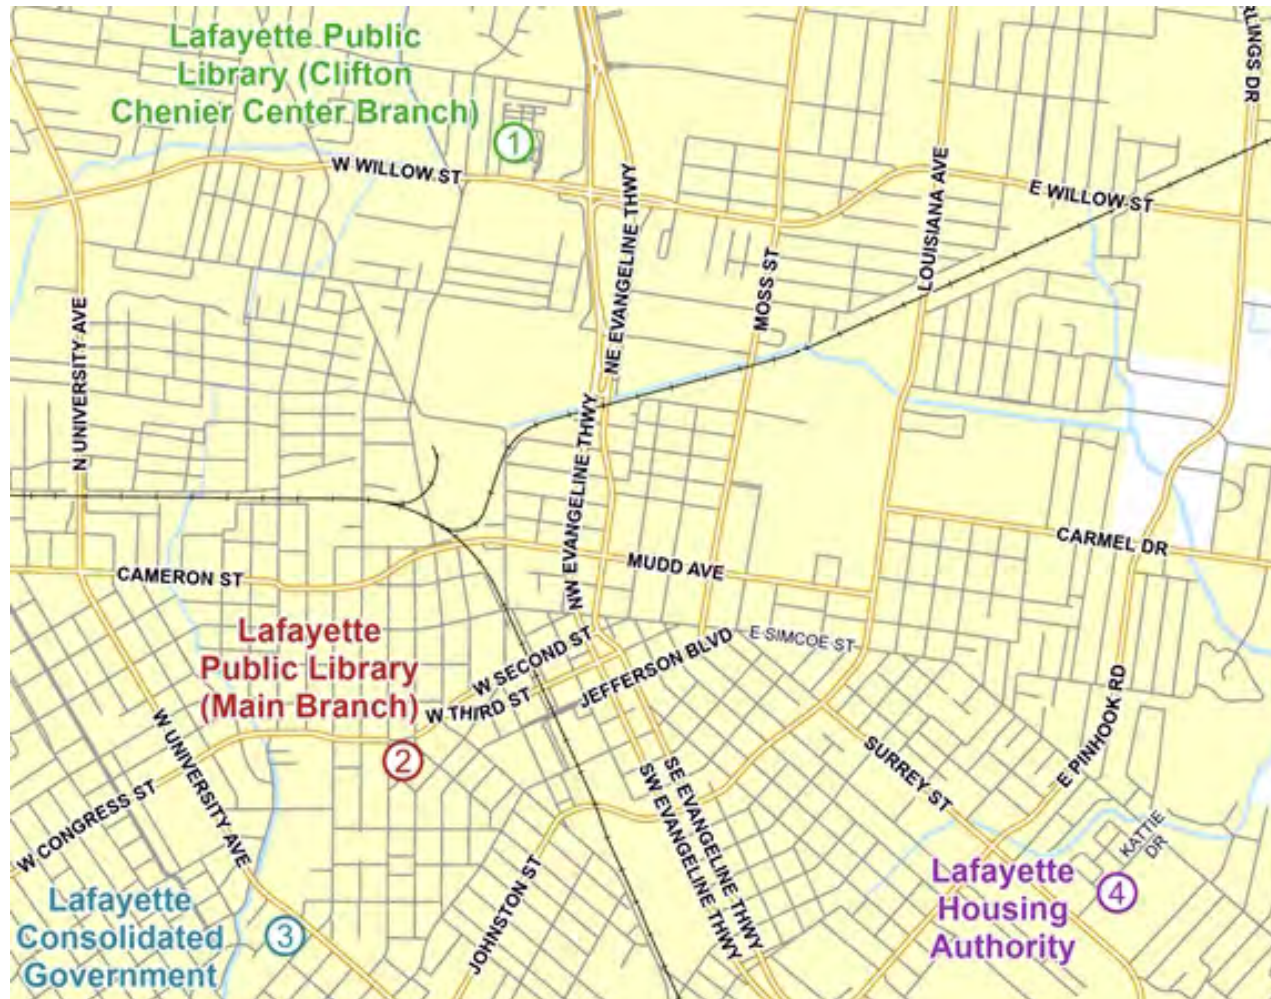 RLINGS DR
Lafayette Public
Library (Clifton
Chenier Center Branch)
1
W WILLOW ST
E WILLOW ST
NE EVANGELINE THWY
LOUISIANA AVE
MOSS ST
N UNIVERSITY AVE
NW EVANGELINE THWY
CARMEL DR
MUDD AVE
CAMERON ST
Lafayette
Public Library
(Main Branch)
2
W SECOND ST
W THIRD ST
JEFFERSON BLVD
E SIMCOE ST
E PINHOOK RD
W UNIVERSITY AVE
SURREY ST
SE EVANGELINE THWY
SW EVANGELINE THWY
W CONGRESS ST
KATTIE
DR
JOHNSTON ST
Lafayette
Consolidated
Government
3
Lafayette
Housing
Authority
4